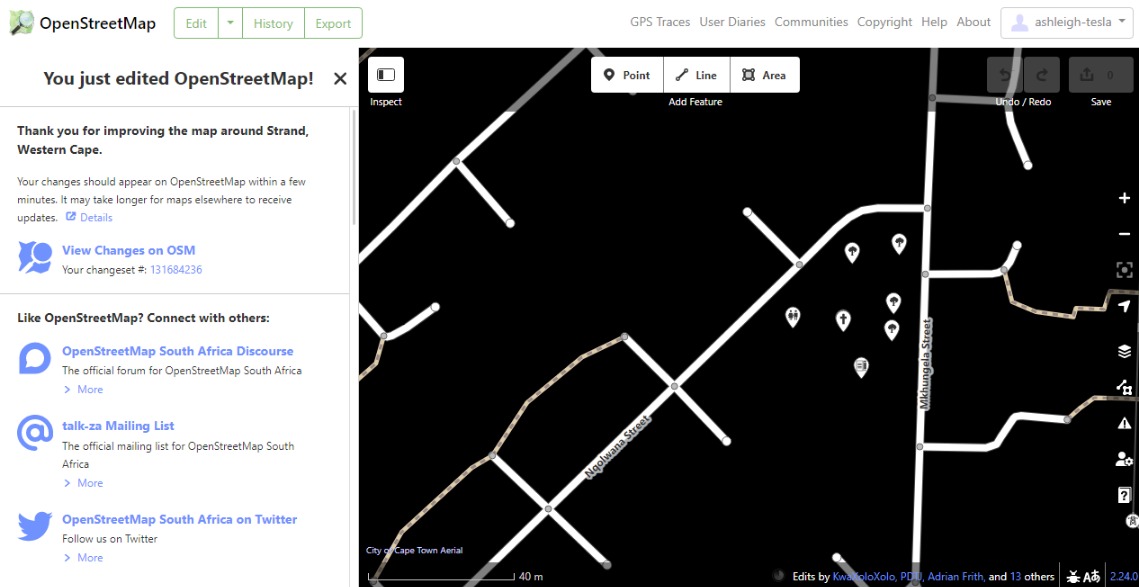 OpenStreetMap
Edit
History
Export
GPS Traces
User Diaries
Communities
Copyright
Help
About
ashleigh-tesla
You just edited OpenStreetMap!
Thank you for improving the map around Strand,
Western Cape.
Your changes should appear on OpenStreetMap within a few
minutes. It may take longer for maps elsewhere to receive
updates. Details
View Changes on OSM
Your changeset #: 131684236
Like OpenStreetMap? Connect with others:
OpenStreetMap South Africa Discourse
The official forum for OpenStreetMap South Africa
More
talk-za Mailing List
The official mailing list for OpenStreetMap South
Africa
More
OpenStreetMap South Africa on Twitter
Follow us on Twitter
More
Inspect
Point
Line
Area
Add Feature
Undo / Redo
0
Save
Mkhungela Street
Ngolwana Street
City of Cape Town Aerial
40 m
Edits by KwaXoloXolo, PDU, Adrian Frith, and 13 others
2.24.0